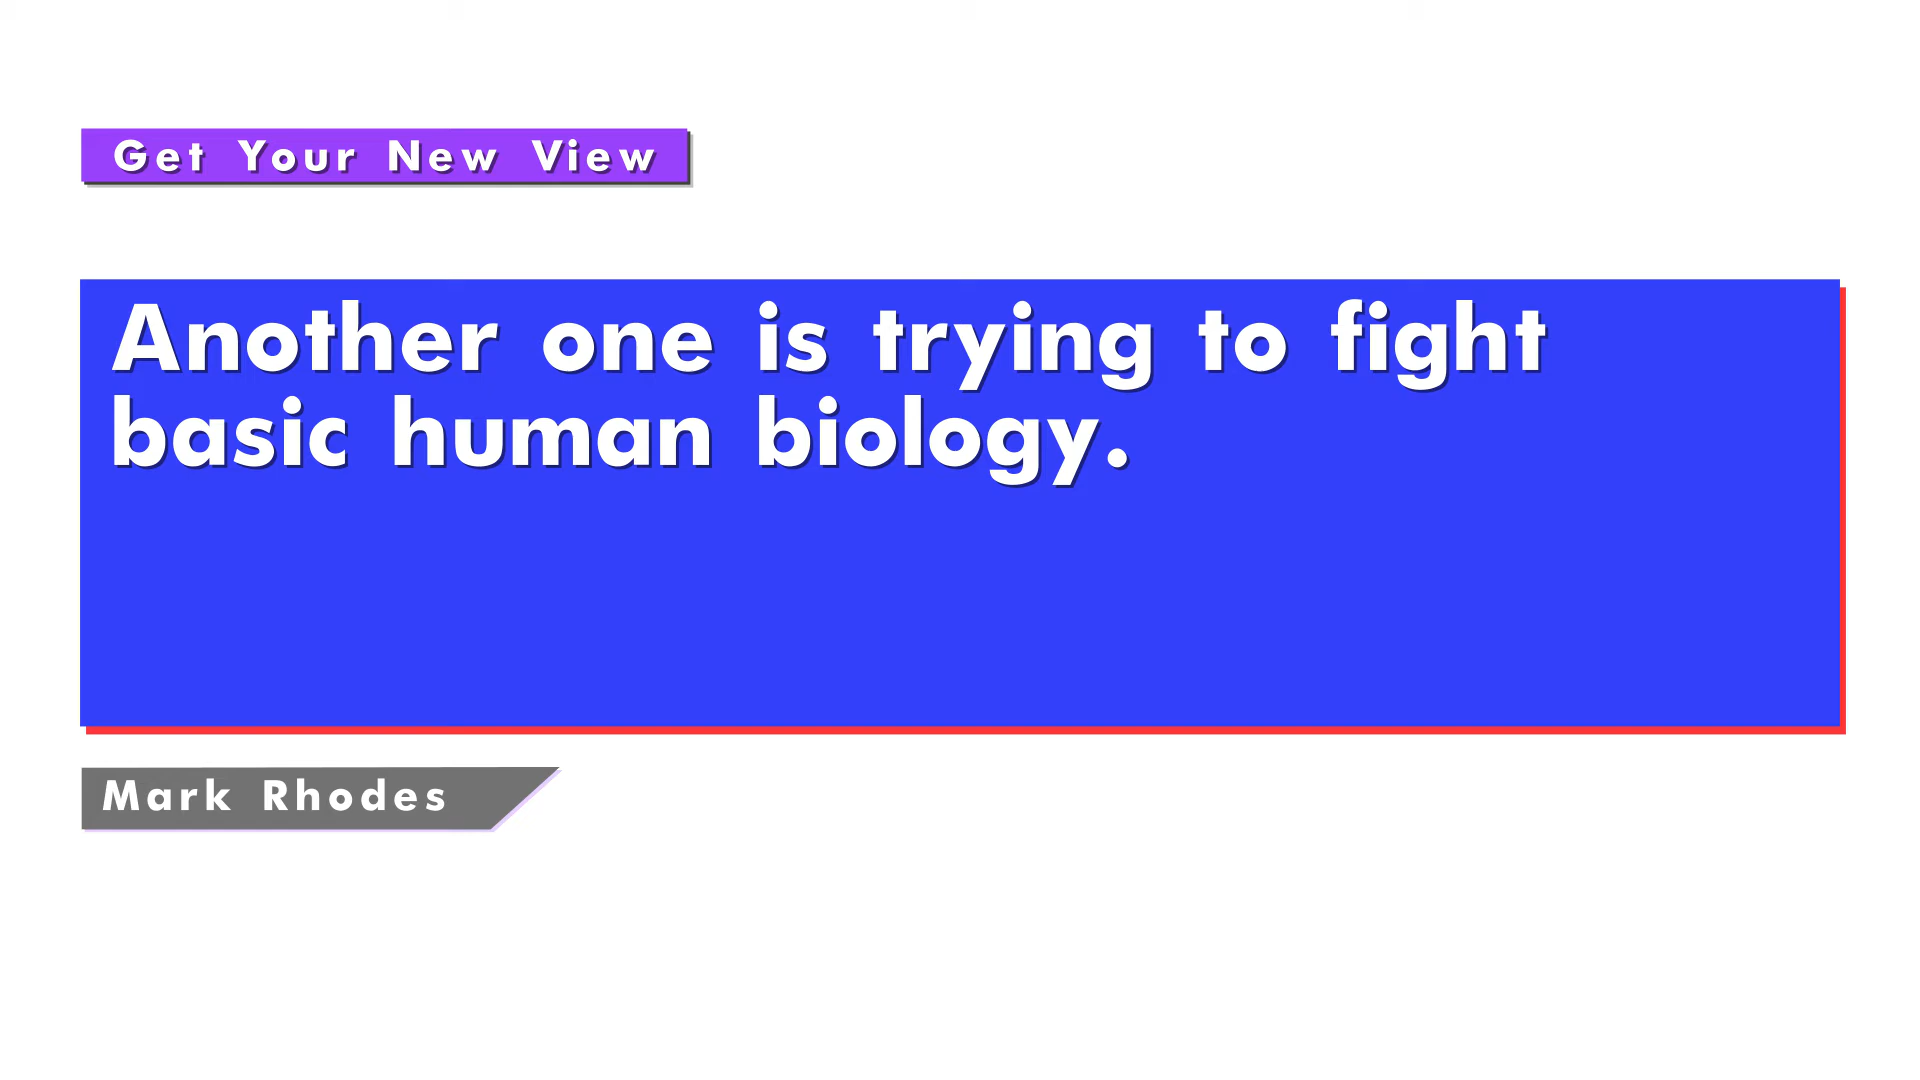 Get Your New View
Another one is trying to fight
basic human biology.
Mark Rhodes